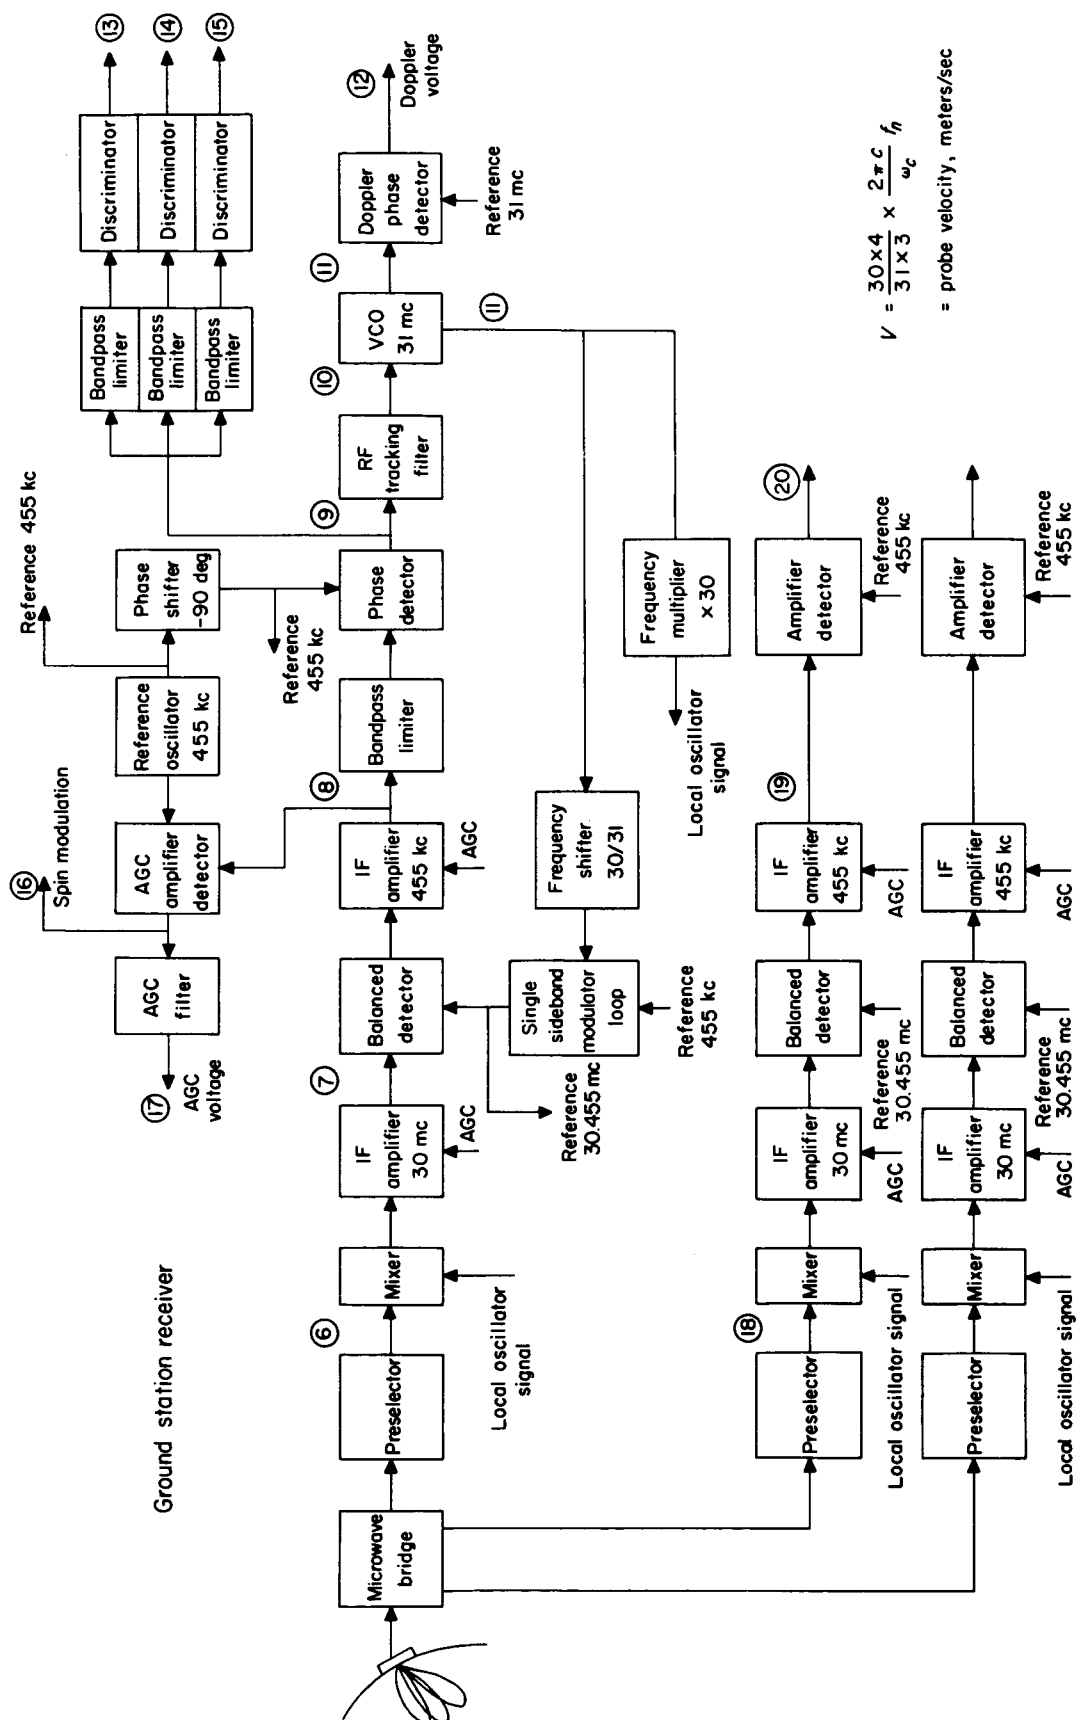 Ground station receiver
⑰
AGC
voltage
AGC
filter
⑯
Spin modulation
AGC
amplifier
detector
Reference
oscillator
455 kc
Reference 455 kc
Phase
shifter
-90 deg
Reference
455 kc
Bandpass
limiter
Bandpass
limiter
Bandpass
limiter
Discriminator
Discriminator
Discriminator
⑬
⑭
⑮
Microwave
bridge
Preselector
⑥
Mixer
Local oscillator
signal
IF
amplifier
30 mc
AGC
⑦
Balanced
detector
IF
amplifier
455 kc
AGC
⑧
Bandpass
limiter
Phase
detector
⑨
RF
tracking
filter
⑩
VCO
31 mc
⑪
⑪
Doppler
phase
detector
Reference
31 mc
⑫
Doppler
voltage
Reference
30.455 mc
Single
sideband
modulator
loop
Reference
455 kc
Frequency
shifter
30/31
Local oscillator
signal
Frequency
multiplier
x 30
Preselector
⑱
Mixer
Local oscillator signal
IF
amplifier
30 mc
AGC
Balanced
detector
Reference
30.455 mc
IF
amplifier
455 kc
AGC
⑲
Amplifier
detector
Reference
455 kc
⑳
Preselector
Mixer
Local oscillator signal
IF
amplifier
30 mc
AGC
Balanced
detector
Reference
30.455 mc
IF
amplifier
455 kc
AGC
Amplifier
detector
Reference
455 kc
V = 30x4 / 31x3 x 2πc / ωc fn
= probe velocity, meters/sec